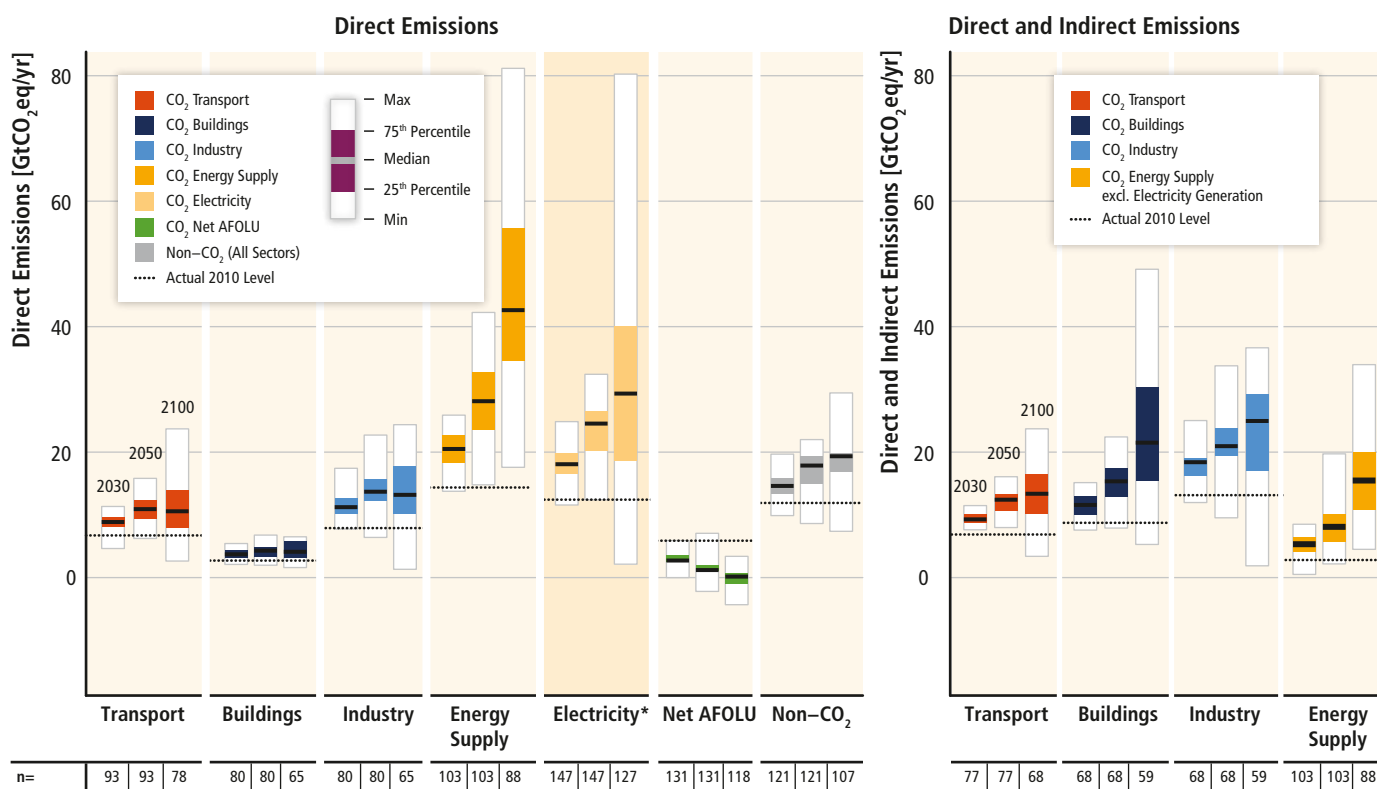 Direct Emissions
Direct Emissions [GtCO2eq/yr]
80
60
40
20
0
CO2 Transport
CO2 Buildings
CO2 Industry
CO2 Energy Supply
CO2 Electricity
CO2 Net AFOLU
Non−CO2 (All Sectors)
Actual 2010 Level
Max
75th Percentile
Median
25th Percentile
Min
2030
2050
2100
Transport
Buildings
Industry
Energy
Supply
Electricity*
Net AFOLU
Non−CO2
n= 93 93 78 80 80 65 80 80 65 103 103 88 147 147 127 131 131 118 121 121 107
Direct and Indirect Emissions
Direct and Indirect Emissions [GtCO2eq/yr]
80
60
40
20
0
CO2 Transport
CO2 Buildings
CO2 Industry
CO2 Energy Supply
excl. Electricity Generation
Actual 2010 Level
2030
2050
2100
Transport
Buildings
Industry
Energy
Supply
77 77 68 68 68 59 68 68 59 103 103 88